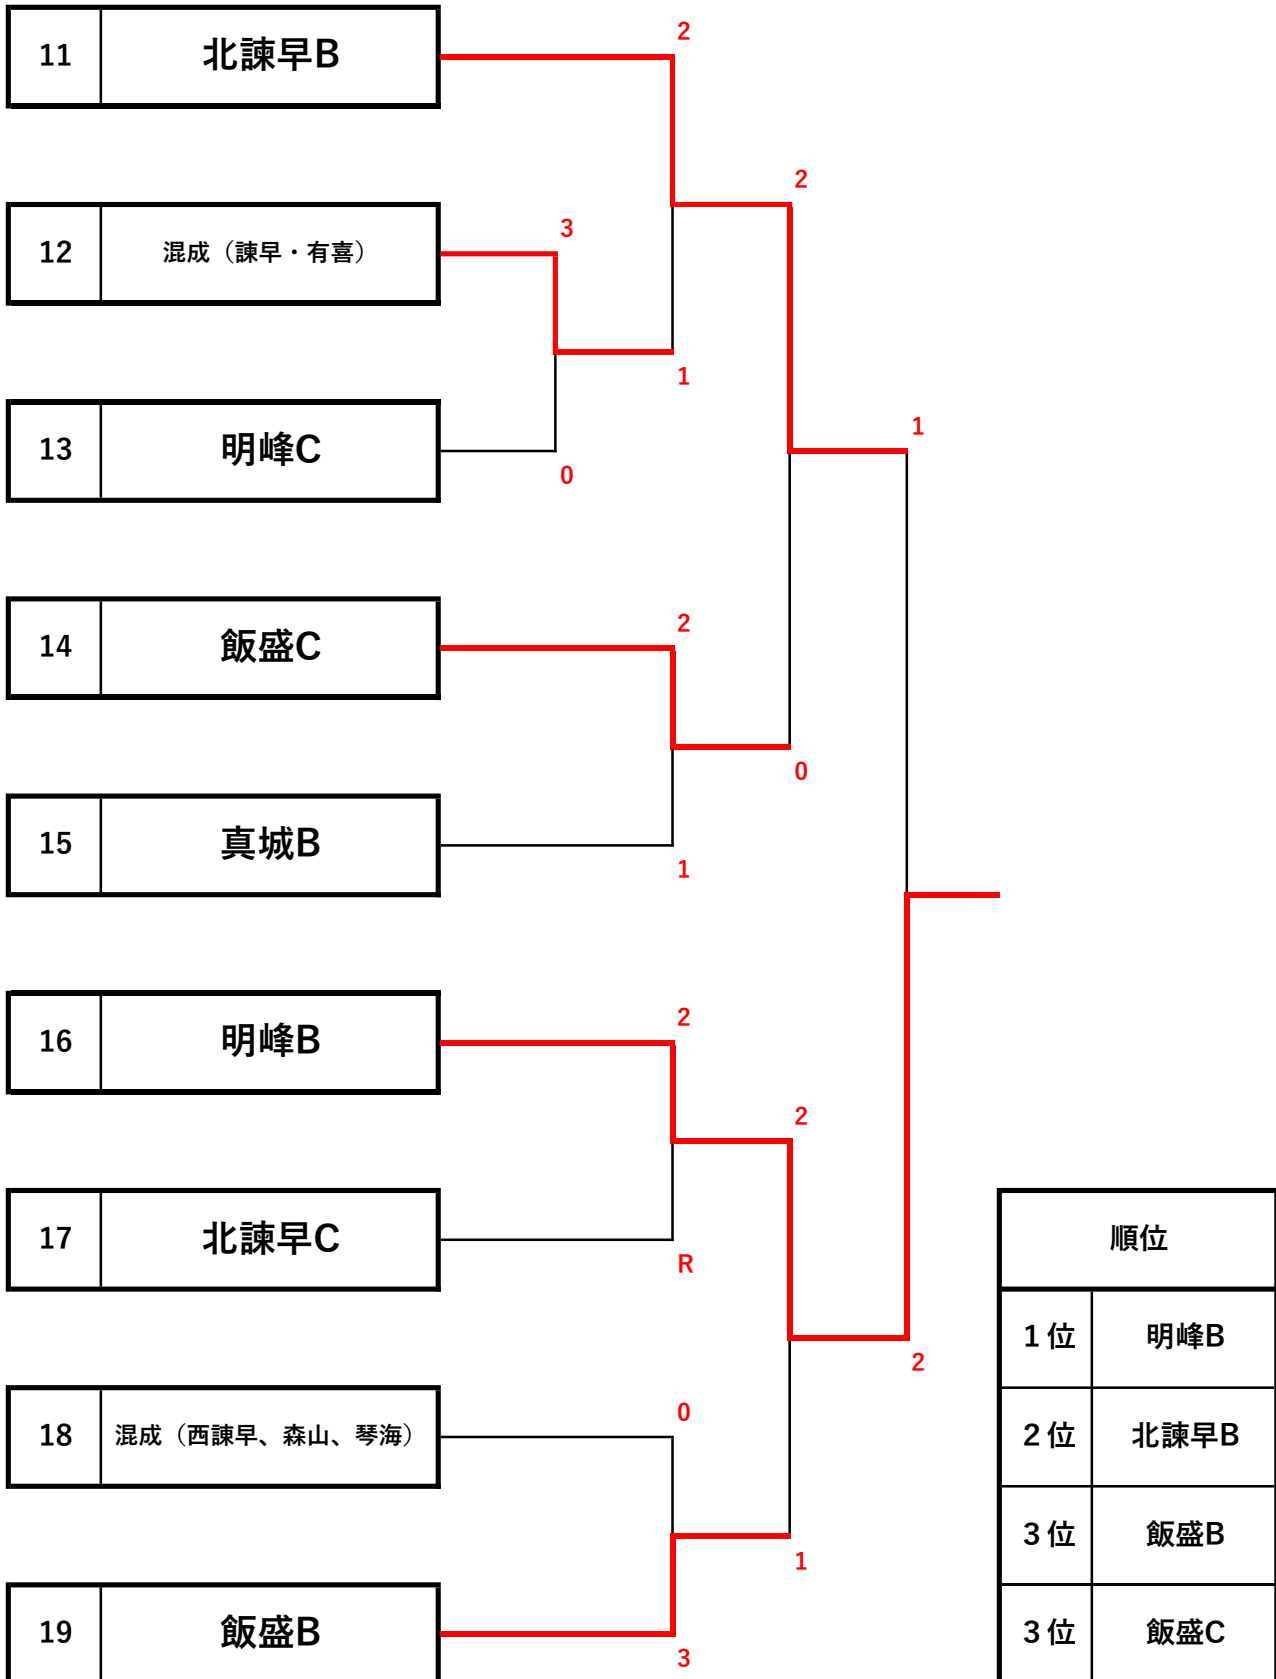 11 北諫早B
2
2
12 混成（諫早・有喜）
3
1
1
13 明峰C
0
14 飯盛C
2
0
15 真城B
1
16 明峰B
2
2
17 北諫早C
R
2
18 混成（西諫早、森山、琴海）
0
1
19 飯盛B
3
順位
1位 明峰B
2位 北諫早B
3位 飯盛B
3位 飯盛C